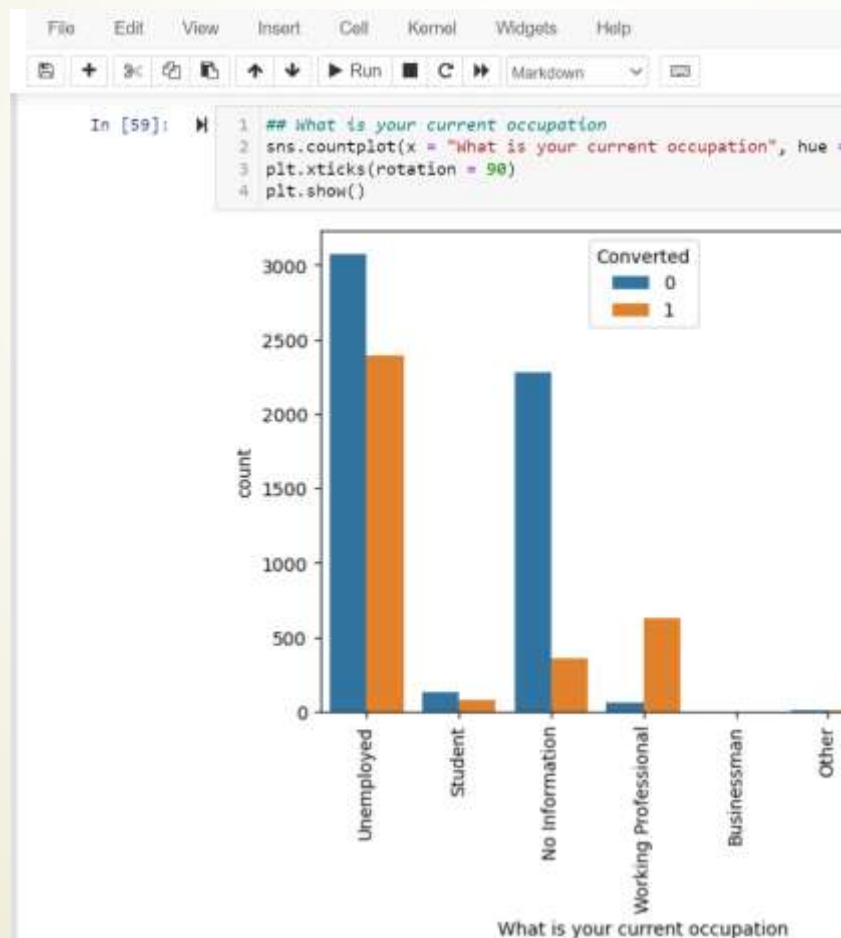 File Edit View Insert Cell Kernel Widgets Help
Run Markdown
In [59]:
1 ## What is your current occupation
2 sns.countplot(x = "What is your current occupation", hue =
3 plt.xticks(rotation = 90)
4 plt.show()
Converted
0
1
3000
2500
2000
1500
1000
500
0
count
Unemployed
Student
No Information
Working Professional
Businessman
Other
What is your current occupation